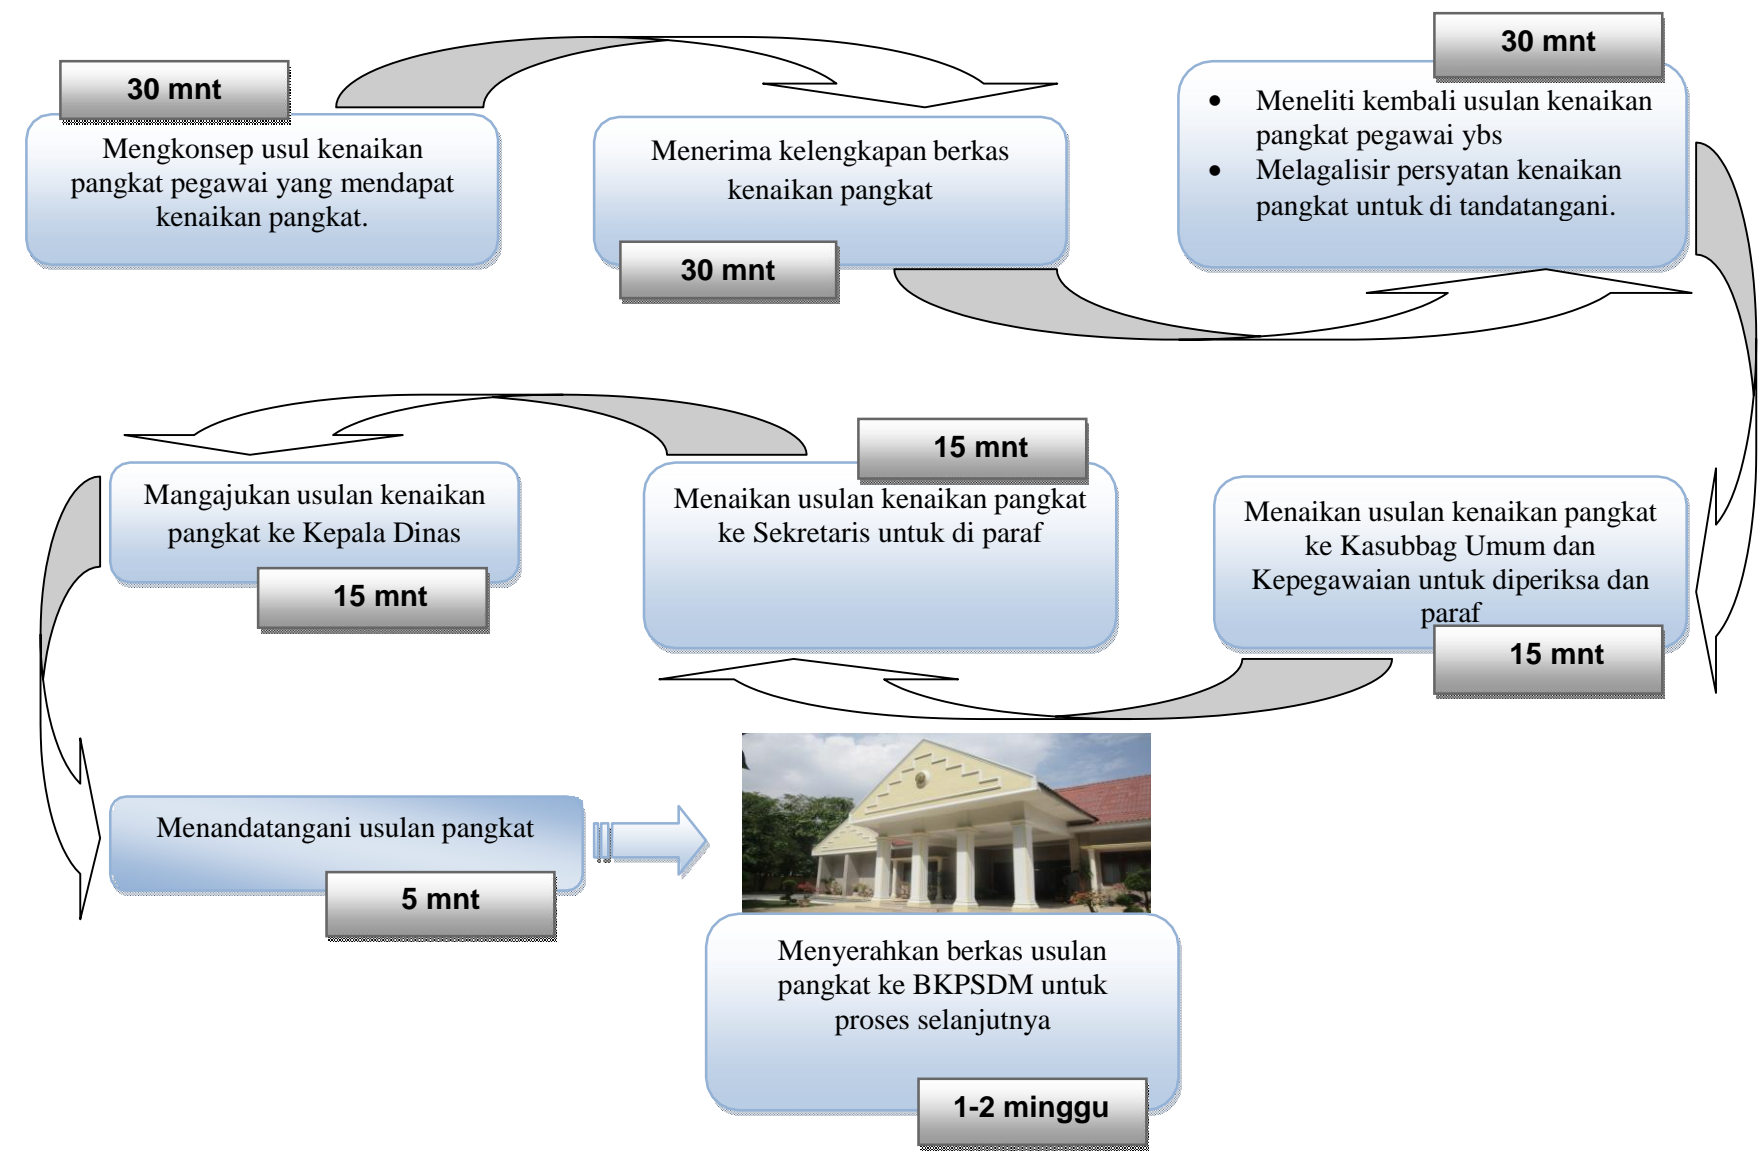 30 mnt
Mengkonsep usul kenaikan
pangkat pegawai yang mendapat
kenaikan pangkat.
Menerima kelengkapan berkas
kenaikan pangkat
30 mnt
30 mnt
• Meneliti kembali usulan kenaikan
pangkat pegawai ybs
• Melagalisir persyatan kenaikan
pangkat untuk di tandatangani.
Menaikan usulan kenaikan pangkat
ke Kasubbag Umum dan
Kepegawaian untuk diperiksa dan
paraf
15 mnt
15 mnt
Menaikan usulan kenaikan pangkat
ke Sekretaris untuk di paraf
Mangajukan usulan kenaikan
pangkat ke Kepala Dinas
15 mnt
Menandatangani usulan pangkat
5 mnt
Menyerahkan berkas usulan
pangkat ke BKPSDM untuk
proses selanjutnya
1-2 minggu